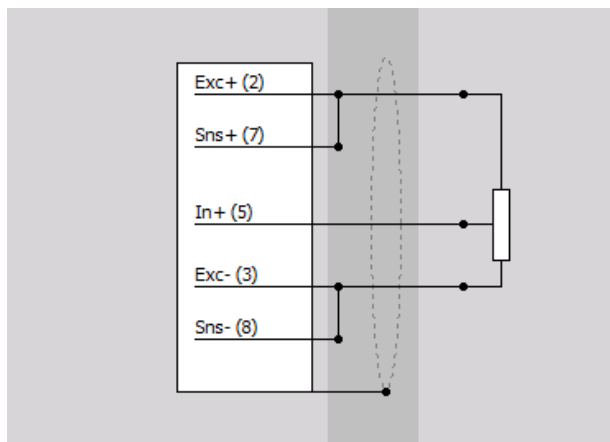 Exc+ (2)
Sns+ (7)
In+ (5)
Exc- (3)
Sns- (8)